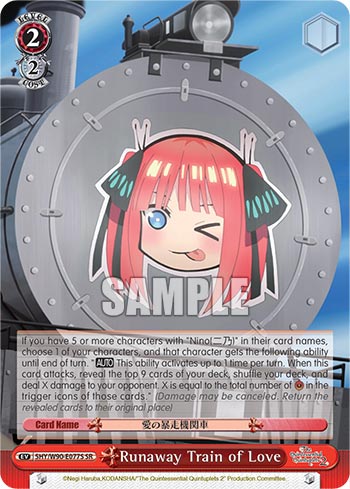 LEVEL
2
2
COST
SAMPLE
If you have 5 or more characters with "Nino(二乃)" in their card names,
choose 1 of your characters, and that character gets the following ability
until end of turn. "AUTO This ability activates up to 1 time per turn. When this
card attacks, reveal the top 9 cards of your deck, shuffle your deck, and
deal X damage to your opponent. X is equal to the total number of in the
trigger icons of those cards." (Damage may be canceled. Return the
revealed cards to their original place!)
Card Name 愛の暴走機関車
EV 5HY/W90-E077S SR Runaway Train of Love
©Negi Haruba,KODANSHA/"The Quintessential Quintuplets 2" Production Committee.